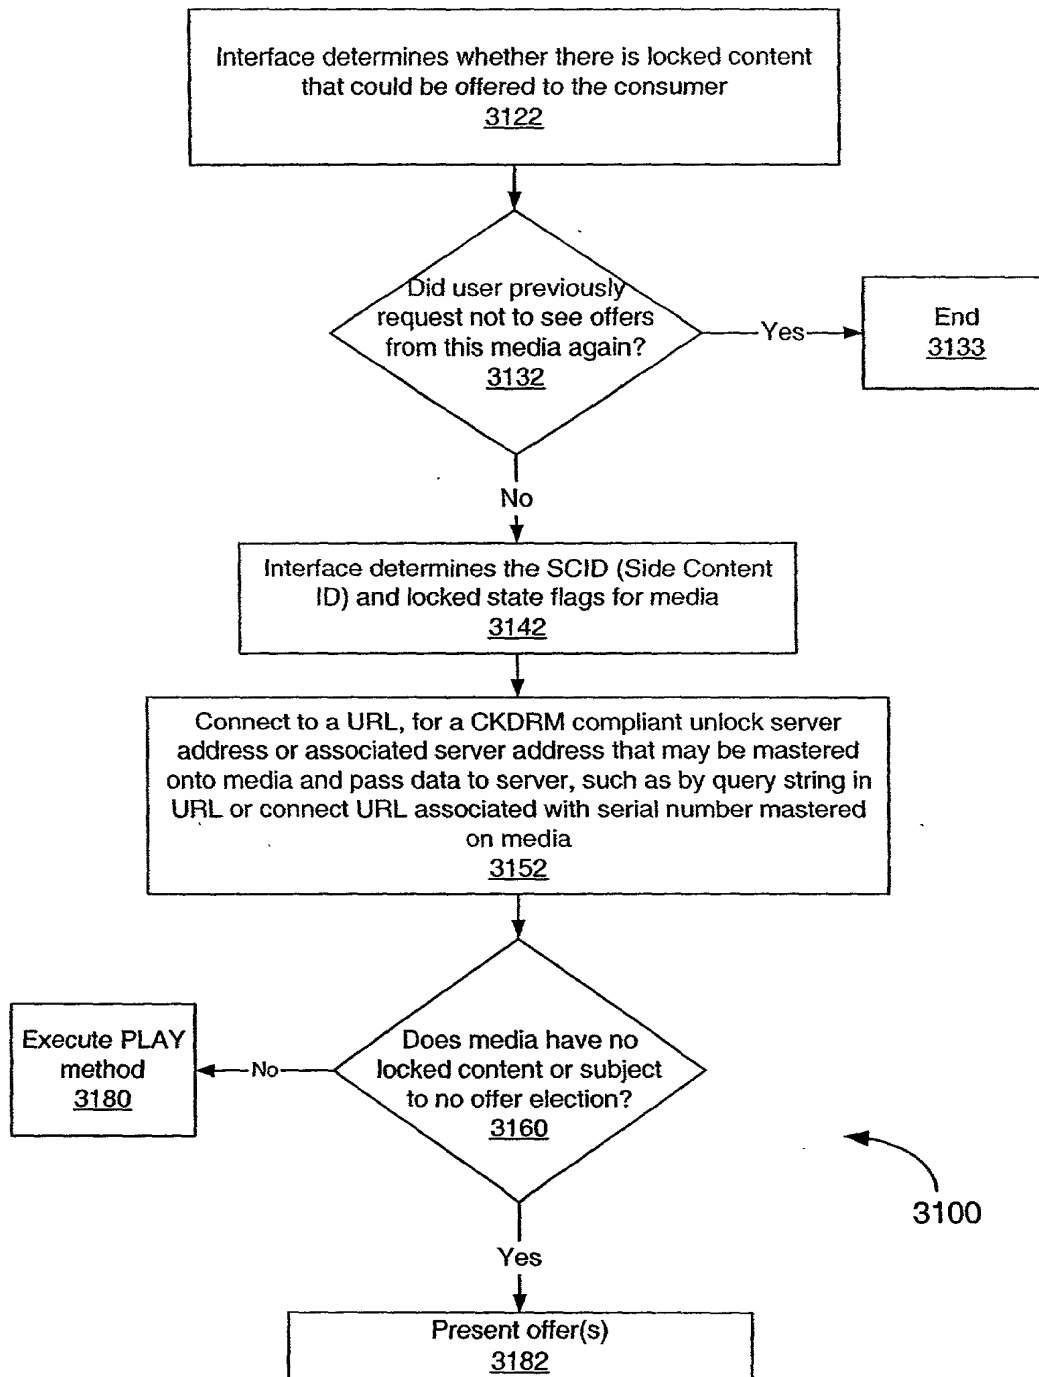 Interface determines whether there is locked content
that could be offered to the consumer
3122
Did user previously
request not to see offers
from this media again?
3132
Yes
End
3133
No
Interface determines the SCID (Side Content
ID) and locked state flags for media
3142
Connect to a URL, for a CKDRM compliant unlock server
address or associated server address that may be mastered
onto media and pass data to server, such as by query string in
URL or connect URL associated with serial number mastered
on media
3152
Execute PLAY
method
3180
No
Does media have no
locked content or subject
to no offer election?
3160
3100
Yes
Present offer(s)
3182